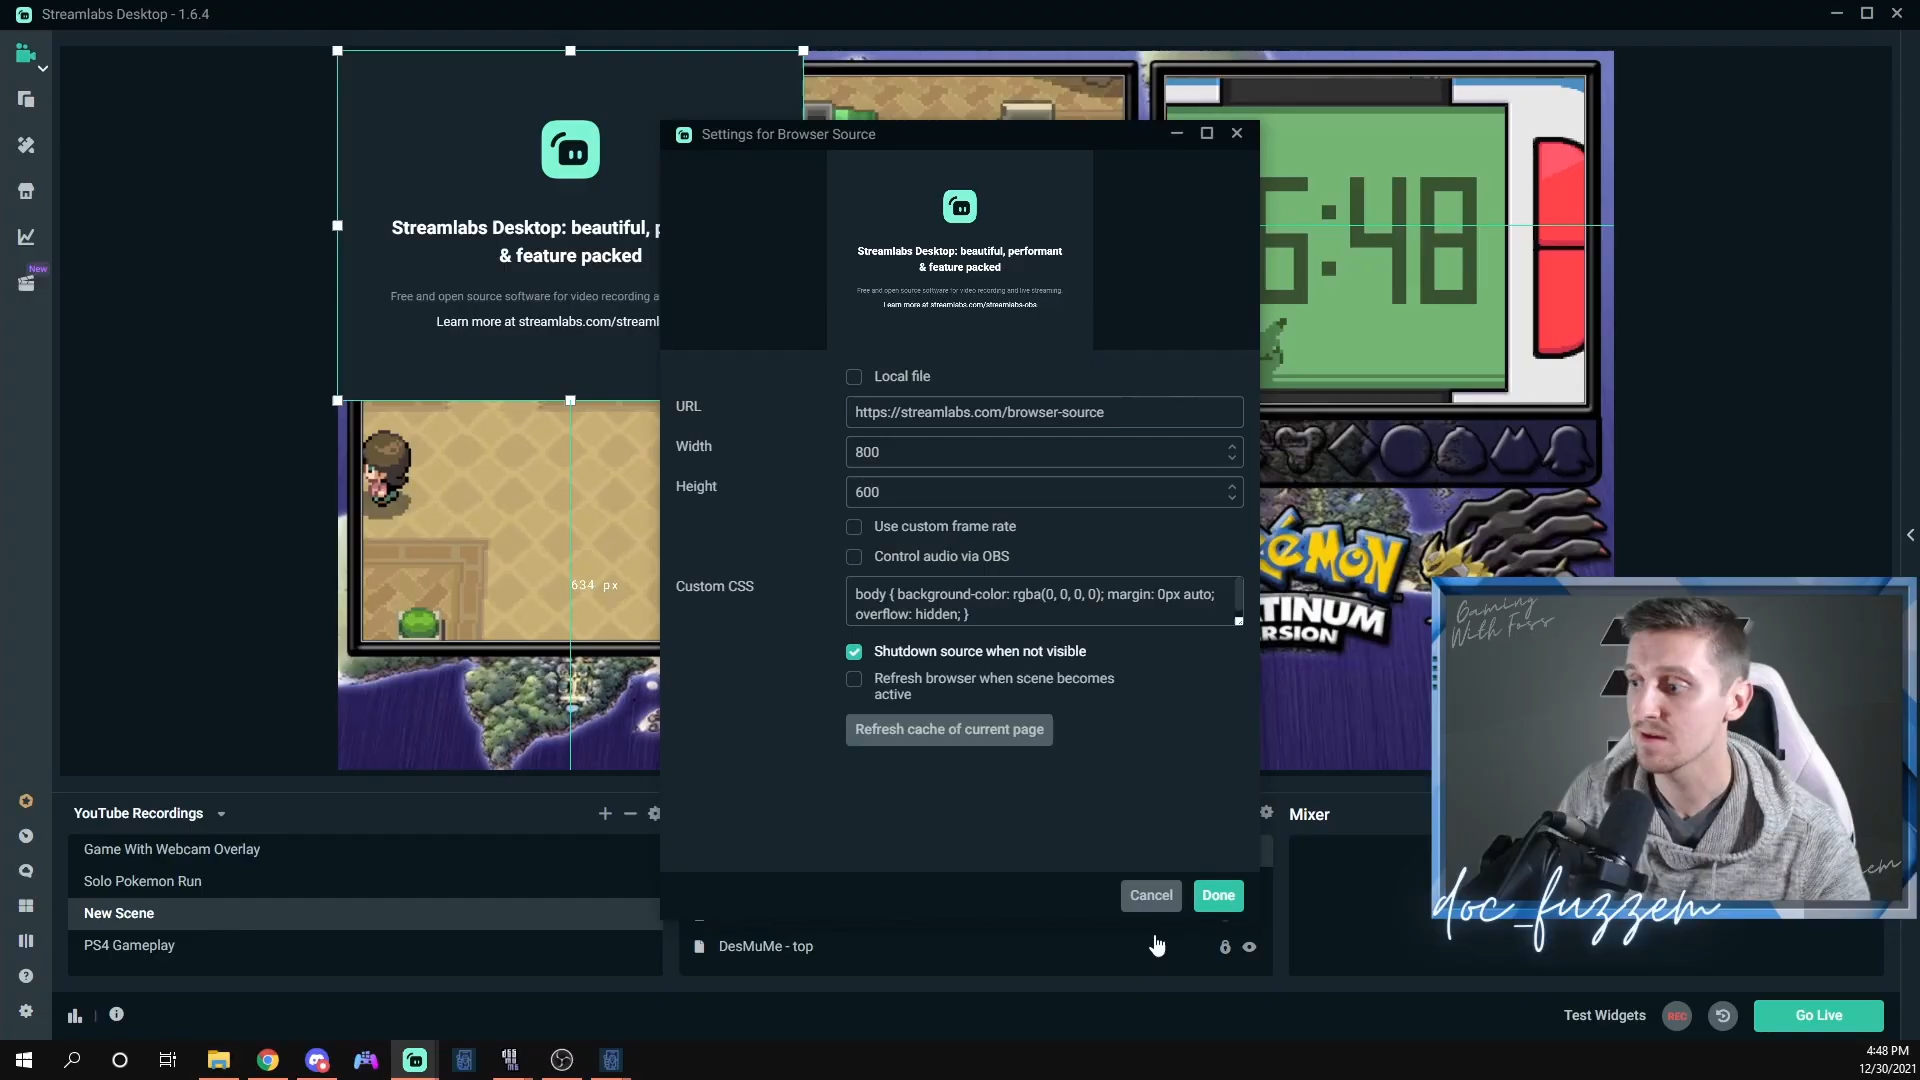 Streamlabs Desktop - 1.6.4
New
Streamlabs Desktop: beautiful, p
& feature packed
Free and open source software for video recording a
Learn more at streamlabs.com/streaml
Settings for Browser Source
Streamlabs Desktop: beautiful, performant
& feature packed
Free and open source software for video recording and live streaming.
Learn more at streamlabs.com/streamlabs-obs
:48
Local file
URL
https://streamlabs.com/browser-source
Width
800
Height
600
Use custom frame rate
Control audio via OBS
Custom CSS
body { background-color: rgba(0, 0, 0, 0); margin: 0px auto;
overflow: hidden; }
Shutdown source when not visible
Refresh browser when scene becomes
active
Refresh cache of current page
Cancel
Done
634 px
éMON
TINUM
ERSION
Gaming
With Foss
doc_fuzzem
YouTube Recordings
Game With Webcam Overlay
Solo Pokemon Run
New Scene
PS4 Gameplay
DesMuMe - top
Mixer
Test Widgets
REC
Go Live
4:48 PM
12/30/2021